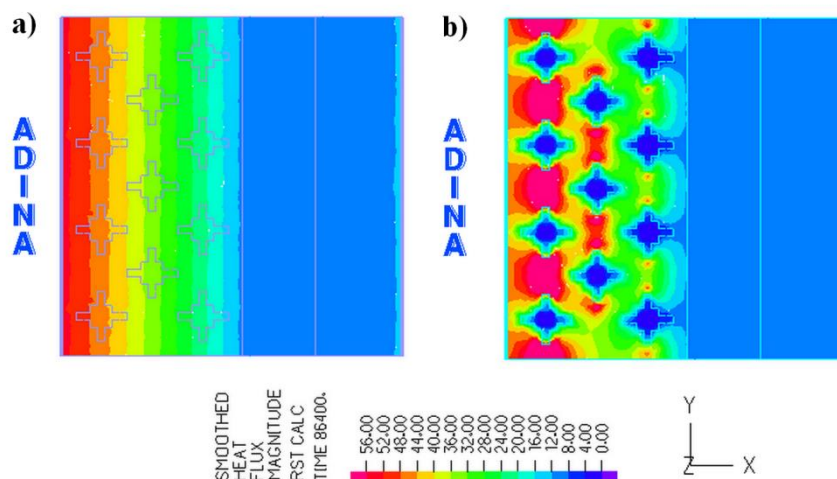 a)
b)
ADINA
ADINA
SMOOTHED
HEAT
FLUX
MAGNITUDE
RST CALC
TIME 86400.
56.00
52.00
48.00
44.00
40.00
36.00
32.00
28.00
24.00
20.00
16.00
12.00
8.00
4.00
0.00
Y
Z
X